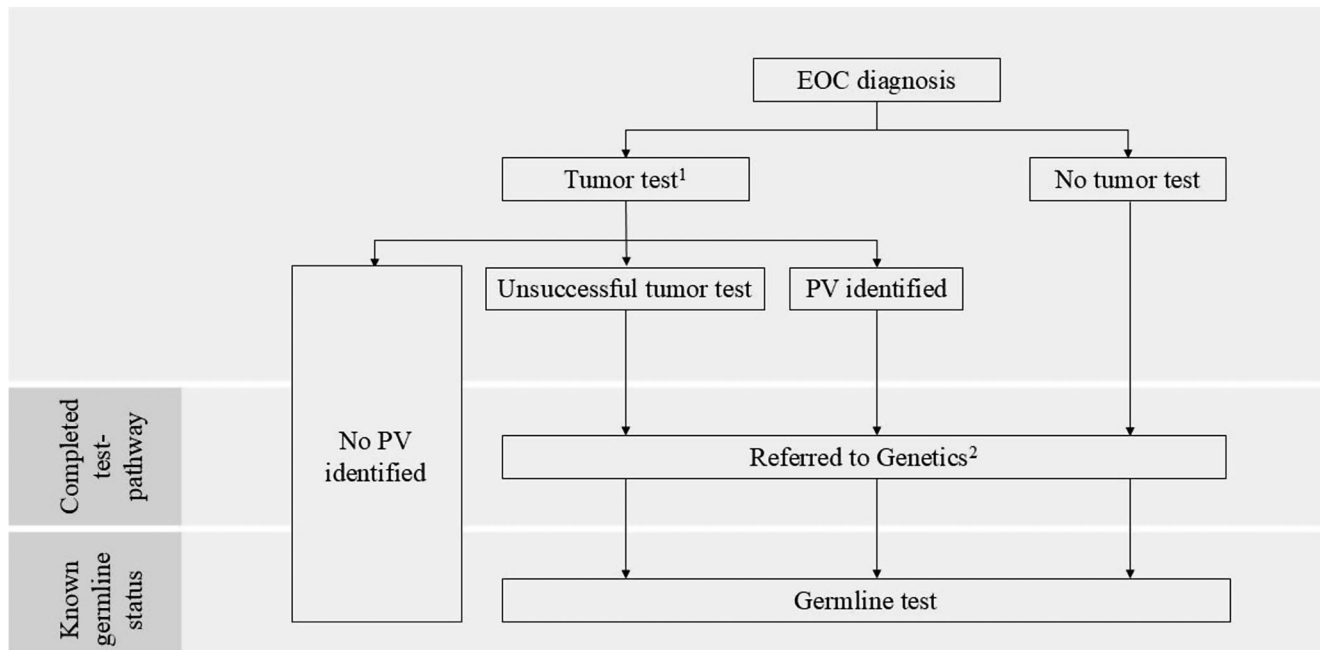 EOC diagnosis
Tumor test¹
No tumor test
Unsuccessful tumor test
PV identified
Completed
test-
pathway
No PV
identified
Referred to Genetics²
Known
germline
status
Germline test